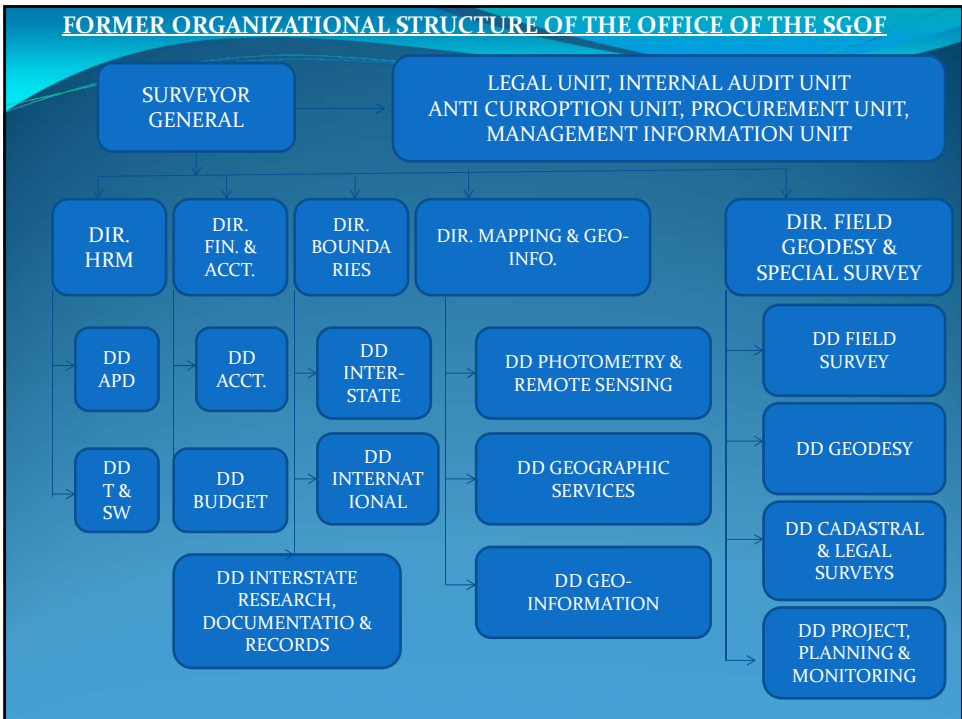 FORMER ORGANIZATIONAL STRUCTURE OF THE OFFICE OF THE SGOF
SURVEYOR
GENERAL
LEGAL UNIT, INTERNAL AUDIT UNIT
ANTI CURROPTION UNIT, PROCUREMENT UNIT,
MANAGEMENT INFORMATION UNIT
DIR.
HRM
DIR.
FIN. &
ACCT.
DIR.
BOUNDA
RIES
DIR. MAPPING & GEO-
INFO.
DIR. FIELD
GEODESY &
SPECIAL SURVEY
DD
APD
DD
T &
SW
DD
ACCT.
DD
BUDGET
DD
INTER-
STATE
DD
INTERNAT
IONAL
DD INTERSTATE
RESEARCH,
DOCUMENTATIO &
RECORDS
DD PHOTOMETRY &
REMOTE SENSING
DD GEOGRAPHIC
SERVICES
DD GEO-
INFORMATION
DD FIELD
SURVEY
DD GEODESY
DD CADASTRAL
& LEGAL
SURVEYS
DD PROJECT,
PLANNING &
MONITORING